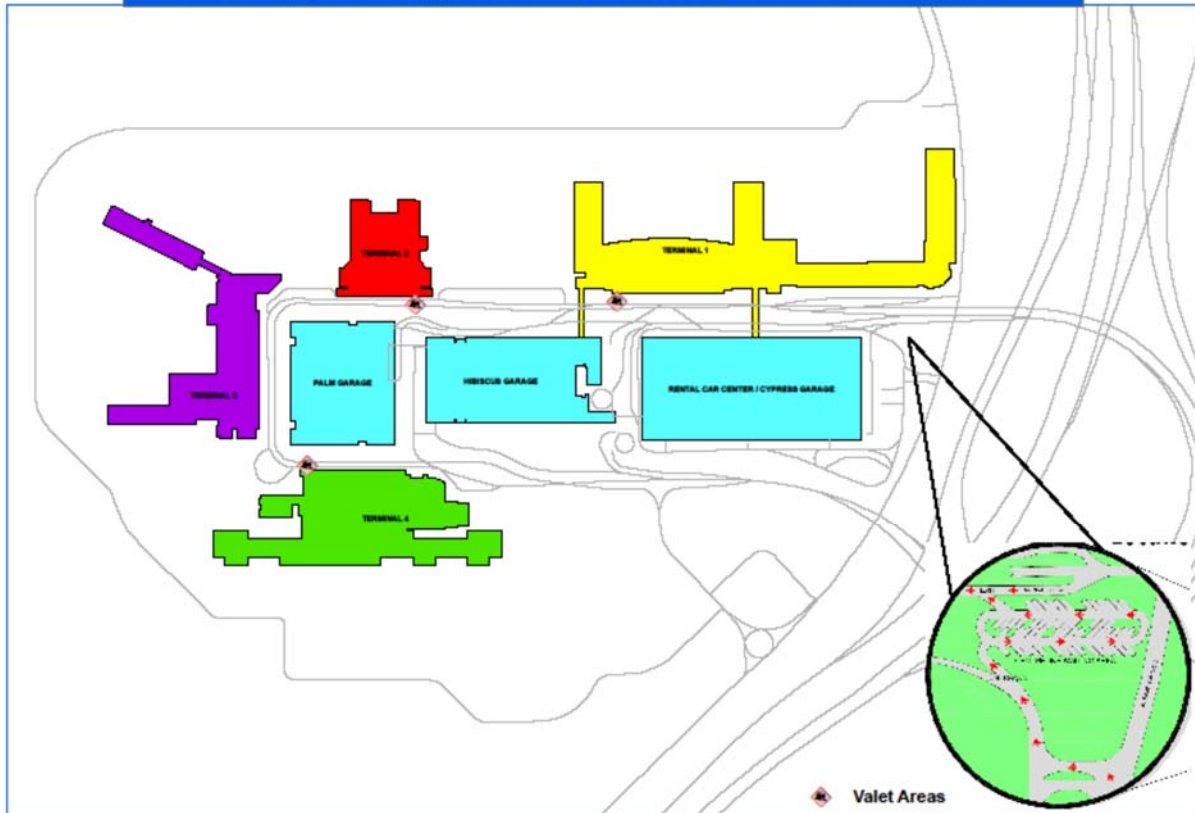 TERMINAL 1
TERMINAL 2
TERMINAL 3
PALM GARAGE
HIBISCUS GARAGE
RENTAL CAR CENTER / CYPRESS GARAGE
TERMINAL 4
Valet Areas